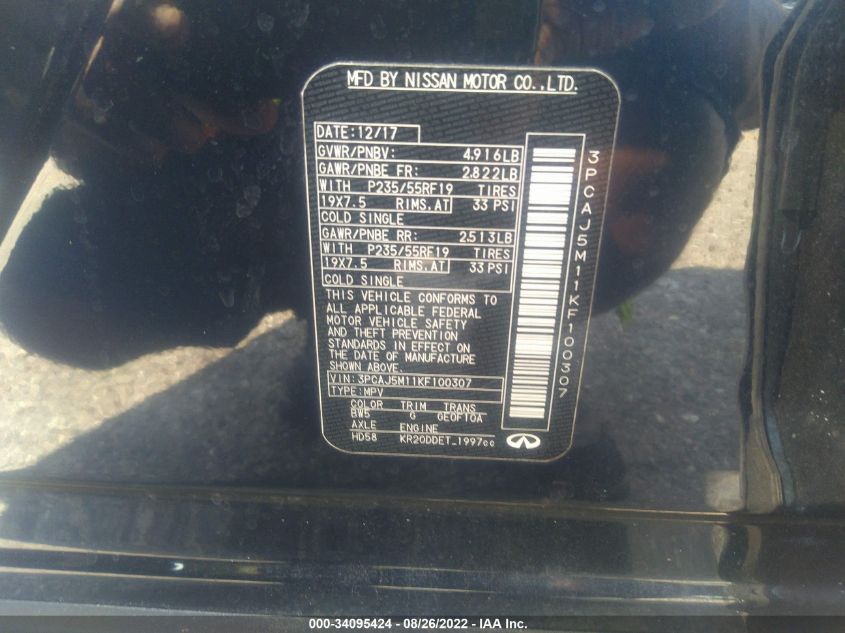 MFD BY NISSAN MOTOR CO.,LTD.
DATE:12/17
GVWR/PNBV: 4.916LB
GAWR/PNBE FR: 2.822LB
WITH P235/55RF19 TIRES
19X7.5 RIMS.AT 33 PSI
COLD SINGLE
GAWR/PNBE RR: 2.513LB
WITH P235/55RF19 TIRES
19X7.5 RIMS.AT 33 PSI
COLD SINGLE
THIS VEHICLE CONFORMS TO
ALL APPLICABLE FEDERAL
MOTOR VEHICLE SAFETY
AND THEFT PREVENTION
STANDARDS IN EFFECT ON
THE DATE OF MANUFACTURE
SHOWN ABOVE.
VIN: 3PCAJ5M11KF100307
TYPE: MPV
COLOR TRIM TRANS
BW5 G GE0F10A
AXLE ENGINE
HD58 KR20DDET_1997cc
3PCAJ5M11KF100307
000-34095424 - 08/26/2022 - IAA Inc.